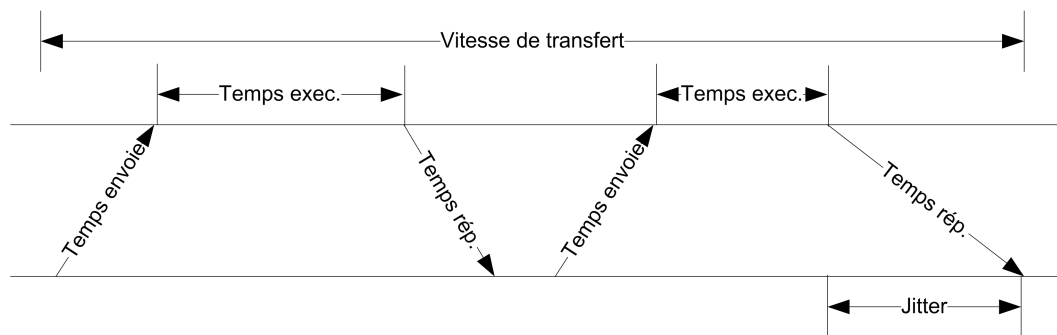 Vitesse de transfert
Temps exec.
Temps exec.
Temps envoie
Temps rép.
Temps envoie
Temps rép.
Jitter